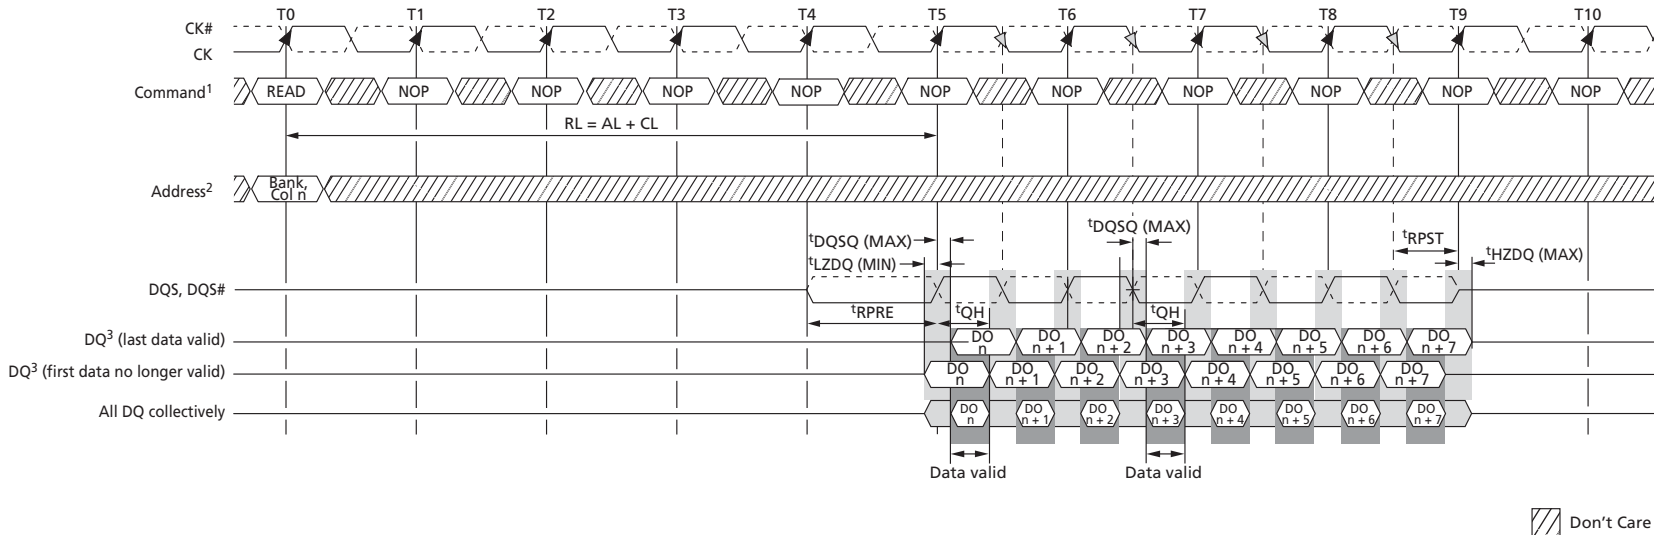 T0 T1 T2 T3 T4 T5 T6 T7 T8 T9 T10
CK#
CK
Command1 READ NOP NOP NOP NOP NOP NOP NOP NOP NOP NOP
RL = AL + CL
Address2 Bank, Col n
tDQSQ (MAX) tDQSQ (MAX) tRPST
tLZDQ (MIN) tHZDQ (MAX)
DQS, DQS#
tRPRE tQH tQH
DQ3 (last data valid) DO n DO n + 1 DO n + 2 DO n + 3 DO n + 4 DO n + 5 DO n + 6 DO n + 7
DQ3 (first data no longer valid) DO n DO n + 1 DO n + 2 DO n + 3 DO n + 4 DO n + 5 DO n + 6 DO n + 7
All DQ collectively DO n DO n + 1 DO n + 2 DO n + 3 DO n + 4 DO n + 5 DO n + 6 DO n + 7
Data valid Data valid
Don't Care